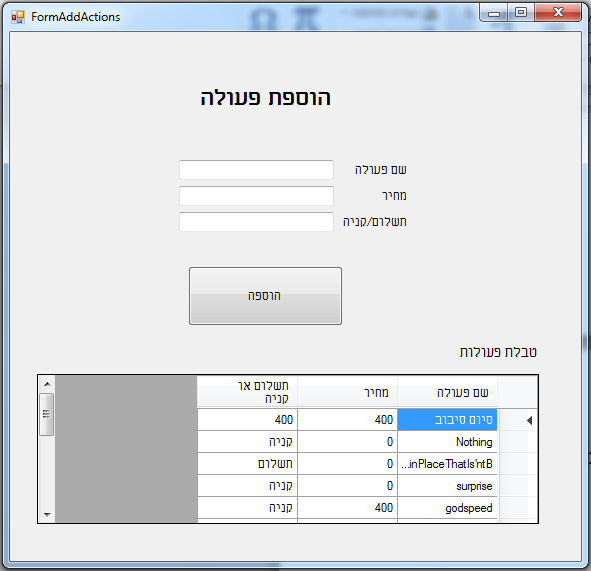 FormAddActions
הוספת פעולה
שם פעולה
מחיר
תשלום/קניה
הוספה
טבלת פעולות
שם פעולה מחיר תשלום או קניה
סיום סיבוב 400 400
Nothing 0 קניה
...inPlaceThatIs'ntB 0 תשלום
surprise 0 קניה
godspeed 400 קניה